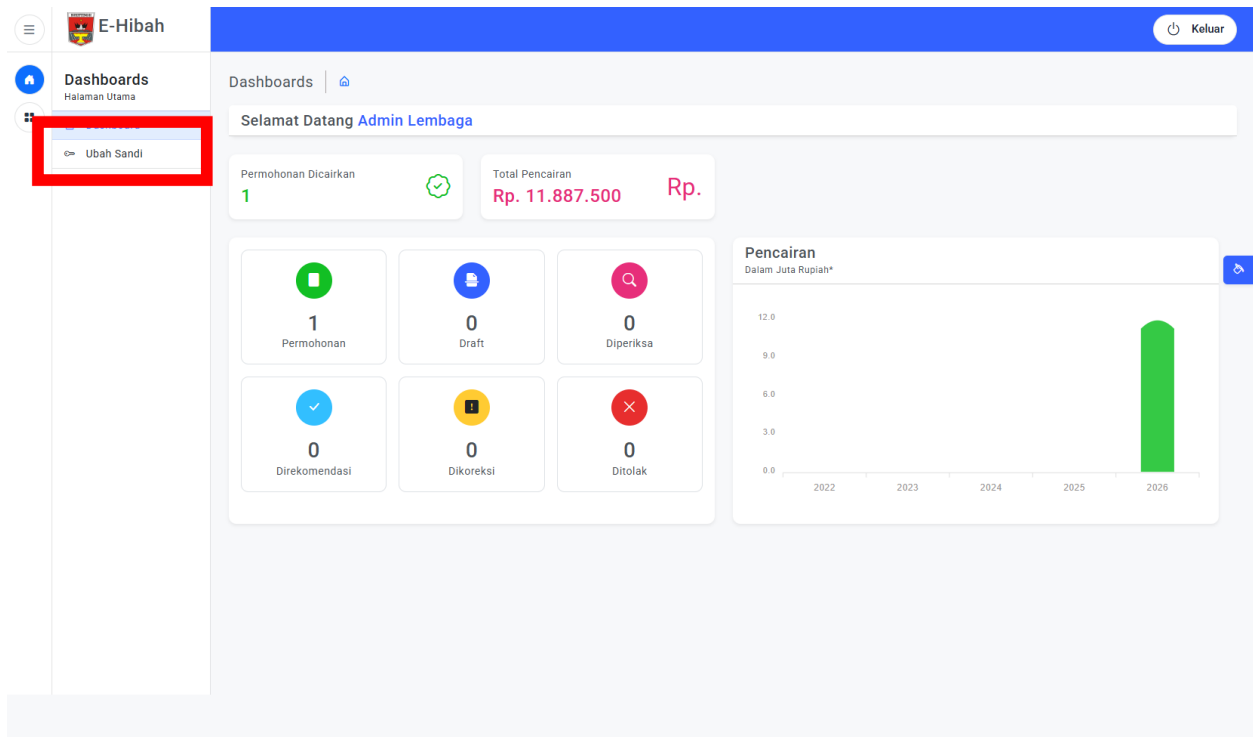 E-Hibah
Keluar
Dashboards
Halaman Utama
Ubah Sandi
Dashboards
Selamat Datang Admin Lembaga
Permohonan Dicairkan
1
Total Pencairan
Rp. 11.887.500
Rp.
1
Permohonan
0
Draft
0
Diperiksa
0
Direkomendasi
0
Dikoreksi
0
Ditolak
Pencairan
Dalam Juta Rupiah*
12.0
9.0
6.0
3.0
0.0
2022
2023
2024
2025
2026